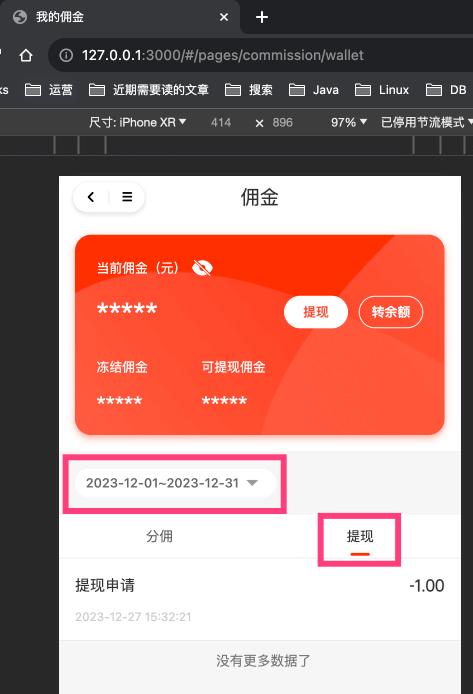 我的佣金
127.0.0.1:3000/#/pages/commission/wallet
ks 运营 近期需要读的文章 搜索 Java Linux DB
尺寸: iPhone XR 414 × 896 97% 已停用节流模式
佣金
当前佣金（元）
*****
提现 转余额
冻结佣金 可提现佣金
***** *****
2023-12-01~2023-12-31
分佣 提现
提现申请 -1.00
2023-12-27 15:32:21
没有更多数据了